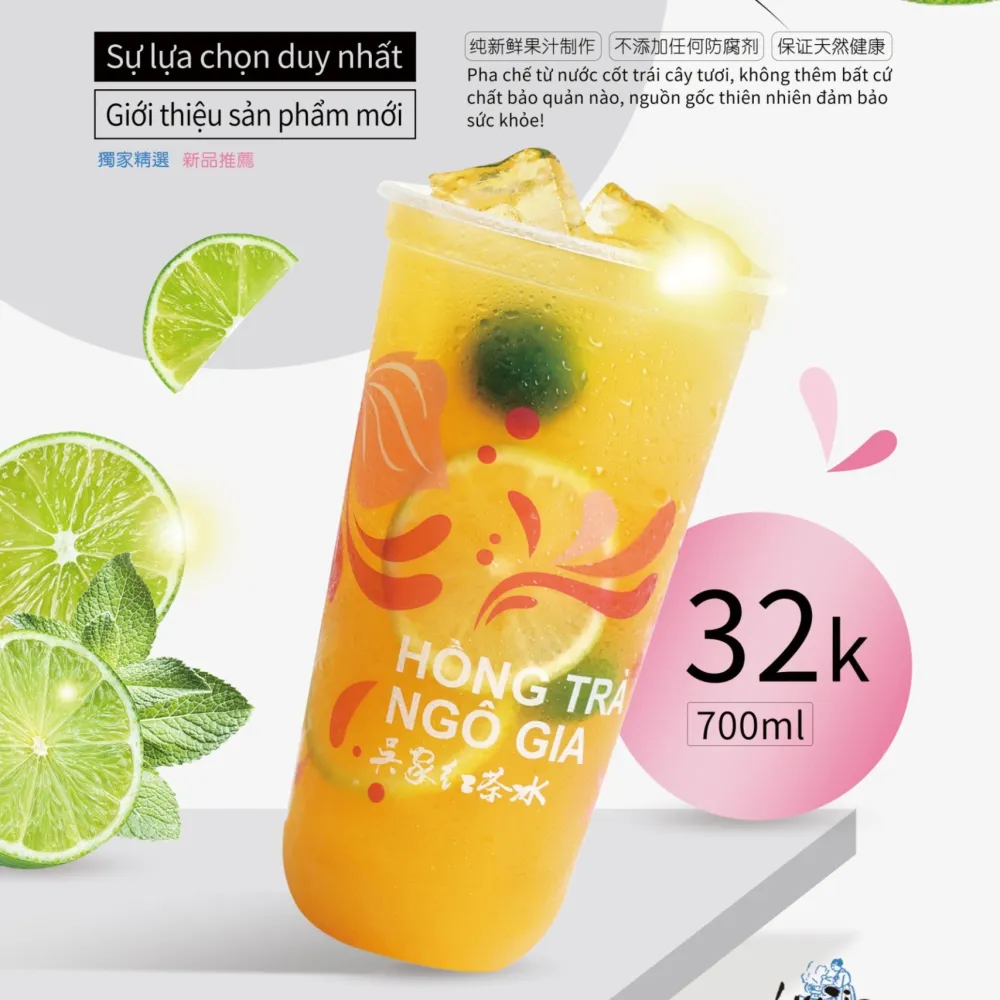 Sự lựa chọn duy nhất
Giới thiệu sản phẩm mới
獨家精選 新品推薦
纯新鲜果汁制作 不添加任何防腐剂 保证天然健康
Pha chế từ nước cốt trái cây tươi, không thêm bất cứ
chất bảo quản nào, nguồn gốc thiên nhiên đảm bảo
sức khỏe!
HỒNG TRÀ
NGÔ GIA
吴家红茶冰
32k
700ml